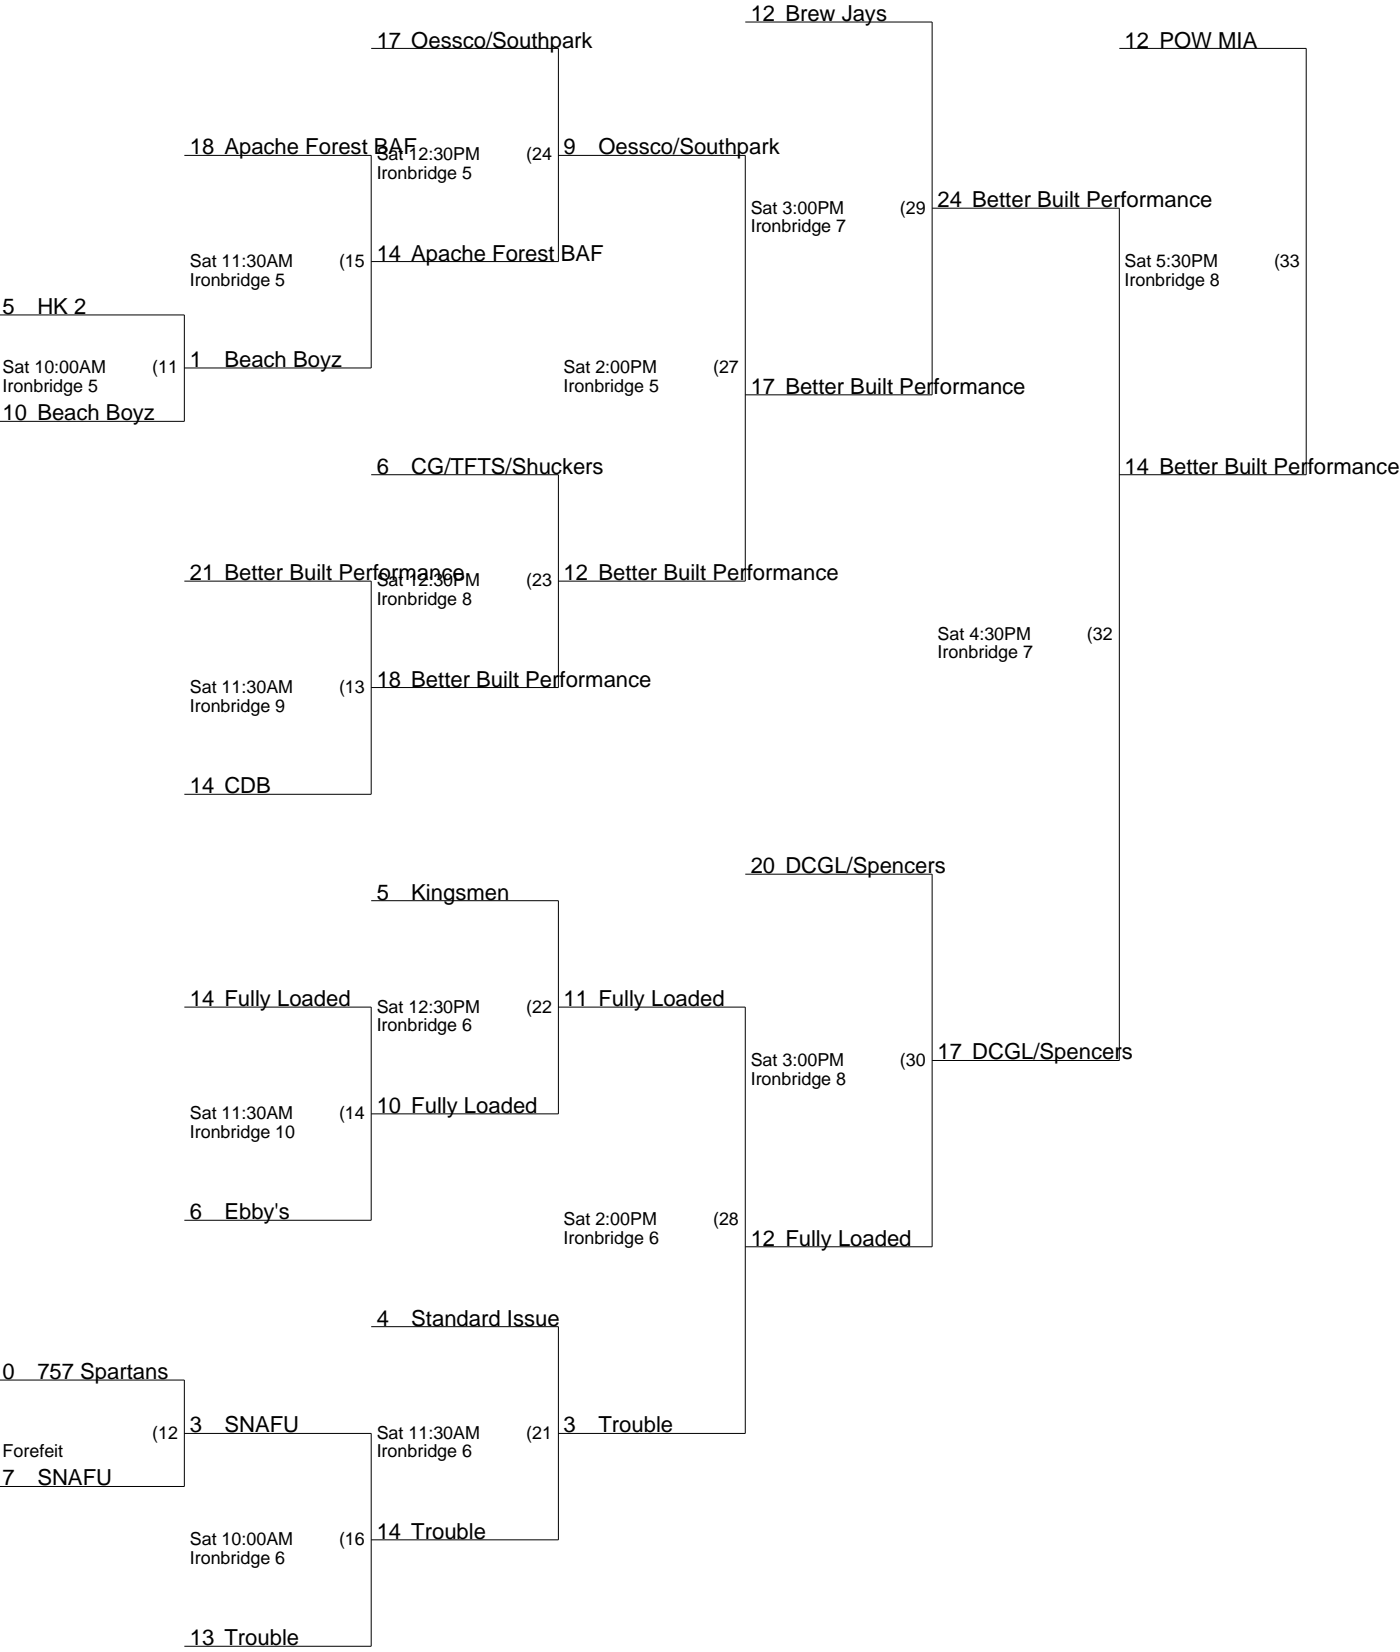 12 Brew Jays
17 Oessco/Southpark
12 POW MIA
18 Apache Forest BAF
Sat 12:30PM (24
Ironbridge 5
9 Oessco/Southpark
Sat 3:00PM (29
Ironbridge 7
24 Better Built Performance
Sat 11:30AM (15
Ironbridge 5
14 Apache Forest BAF
Sat 5:30PM (33
Ironbridge 8
5 HK 2
Sat 10:00AM (11
Ironbridge 5
1 Beach Boyz
Sat 2:00PM (27
Ironbridge 5
17 Better Built Performance
10 Beach Boyz
6 CG/TFTS/Shuckers
14 Better Built Performance
21 Better Built Performance
Sat 12:30PM (23
Ironbridge 8
12 Better Built Performance
Sat 4:30PM (32
Ironbridge 7
Sat 11:30AM (13
Ironbridge 9
18 Better Built Performance
14 CDB
20 DCGL/Spencers
5 Kingsmen
14 Fully Loaded
Sat 12:30PM (22
Ironbridge 6
11 Fully Loaded
Sat 3:00PM (30
Ironbridge 8
17 DCGL/Spencers
Sat 11:30AM (14
Ironbridge 10
10 Fully Loaded
6 Ebby's
Sat 2:00PM (28
Ironbridge 6
12 Fully Loaded
4 Standard Issue
0 757 Spartans
(12
Forefeit
3 SNAFU
Sat 11:30AM (21
Ironbridge 6
3 Trouble
7 SNAFU
Sat 10:00AM (16
Ironbridge 6
14 Trouble
13 Trouble